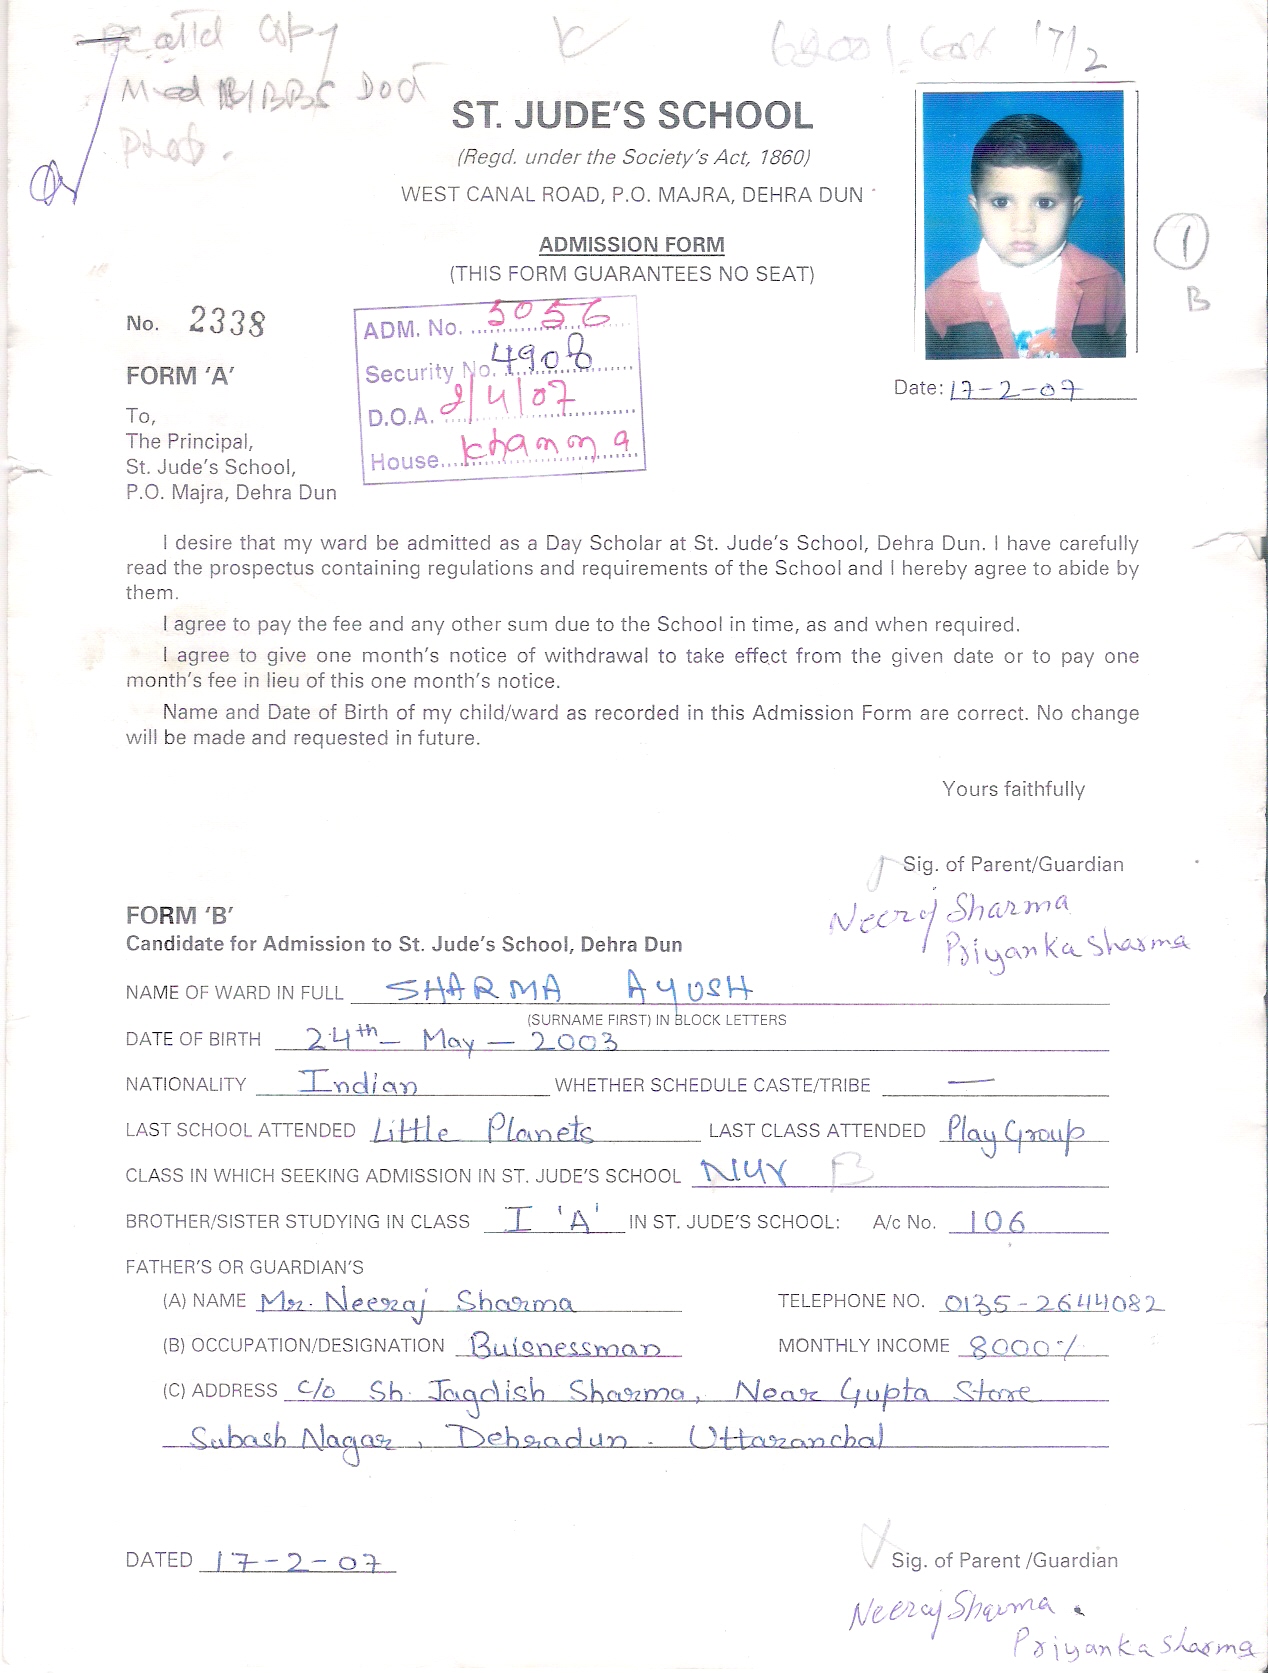 Copy
17/2
ST. JUDE'S SCHOOL
(Regd. under the Society's Act, 1860)
WEST CANAL ROAD, P.O. MAJRA, DEHRA DUN
ADMISSION FORM
(THIS FORM GUARANTEES NO SEAT)
1
B
No. 2338
ADM. No. 5056
Security No. 4908
D.O.A. 2/4/07
House Khanna
FORM 'A'
Date: 17-2-07
To,
The Principal,
St. Jude's School,
P.O. Majra, Dehra Dun
I desire that my ward be admitted as a Day Scholar at St. Jude's School, Dehra Dun. I have carefully
read the prospectus containing regulations and requirements of the School and I hereby agree to abide by
them.
I agree to pay the fee and any other sum due to the School in time, as and when required.
I agree to give one month's notice of withdrawal to take effect from the given date or to pay one
month's fee in lieu of this one month's notice.
Name and Date of Birth of my child/ward as recorded in this Admission Form are correct. No change
will be made and requested in future.
Yours faithfully
Sig. of Parent/Guardian
Neeraj Sharma
Priyanka Sharma
FORM 'B'
Candidate for Admission to St. Jude's School, Dehra Dun
NAME OF WARD IN FULL SHARMA AYUSH
(SURNAME FIRST) IN BLOCK LETTERS
DATE OF BIRTH 24th - May - 2003
NATIONALITY Indian WHETHER SCHEDULE CASTE/TRIBE —
LAST SCHOOL ATTENDED Little Planets LAST CLASS ATTENDED Play Group
CLASS IN WHICH SEEKING ADMISSION IN ST. JUDE'S SCHOOL NUR B
BROTHER/SISTER STUDYING IN CLASS I 'A' IN ST. JUDE'S SCHOOL: A/c No. 106
FATHER'S OR GUARDIAN'S
(A) NAME Mr. Neeraj Sharma TELEPHONE NO. 0135-2644082
(B) OCCUPATION/DESIGNATION Buisnessman MONTHLY INCOME 8000/-
(C) ADDRESS C/o Sh. Jagdish Sharma, Near Gupta Store
Subash Nagar, Dehradun. Uttaranchal
DATED 17-2-07
Sig. of Parent /Guardian
Neeraj Sharma.
Priyanka Sharma